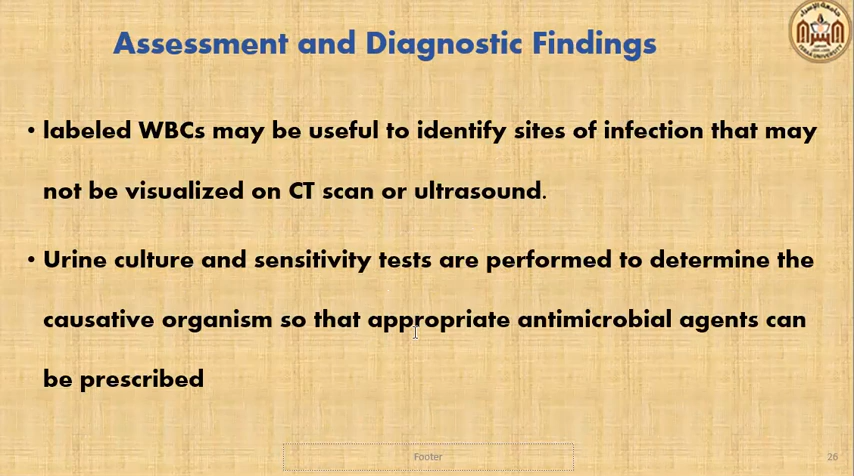 Assessment and Diagnostic Findings
• labeled WBCs may be useful to identify sites of infection that may
not be visualized on CT scan or ultrasound.
• Urine culture and sensitivity tests are performed to determine the
causative organism so that appropriate antimicrobial agents can
be prescribed
Footer
26